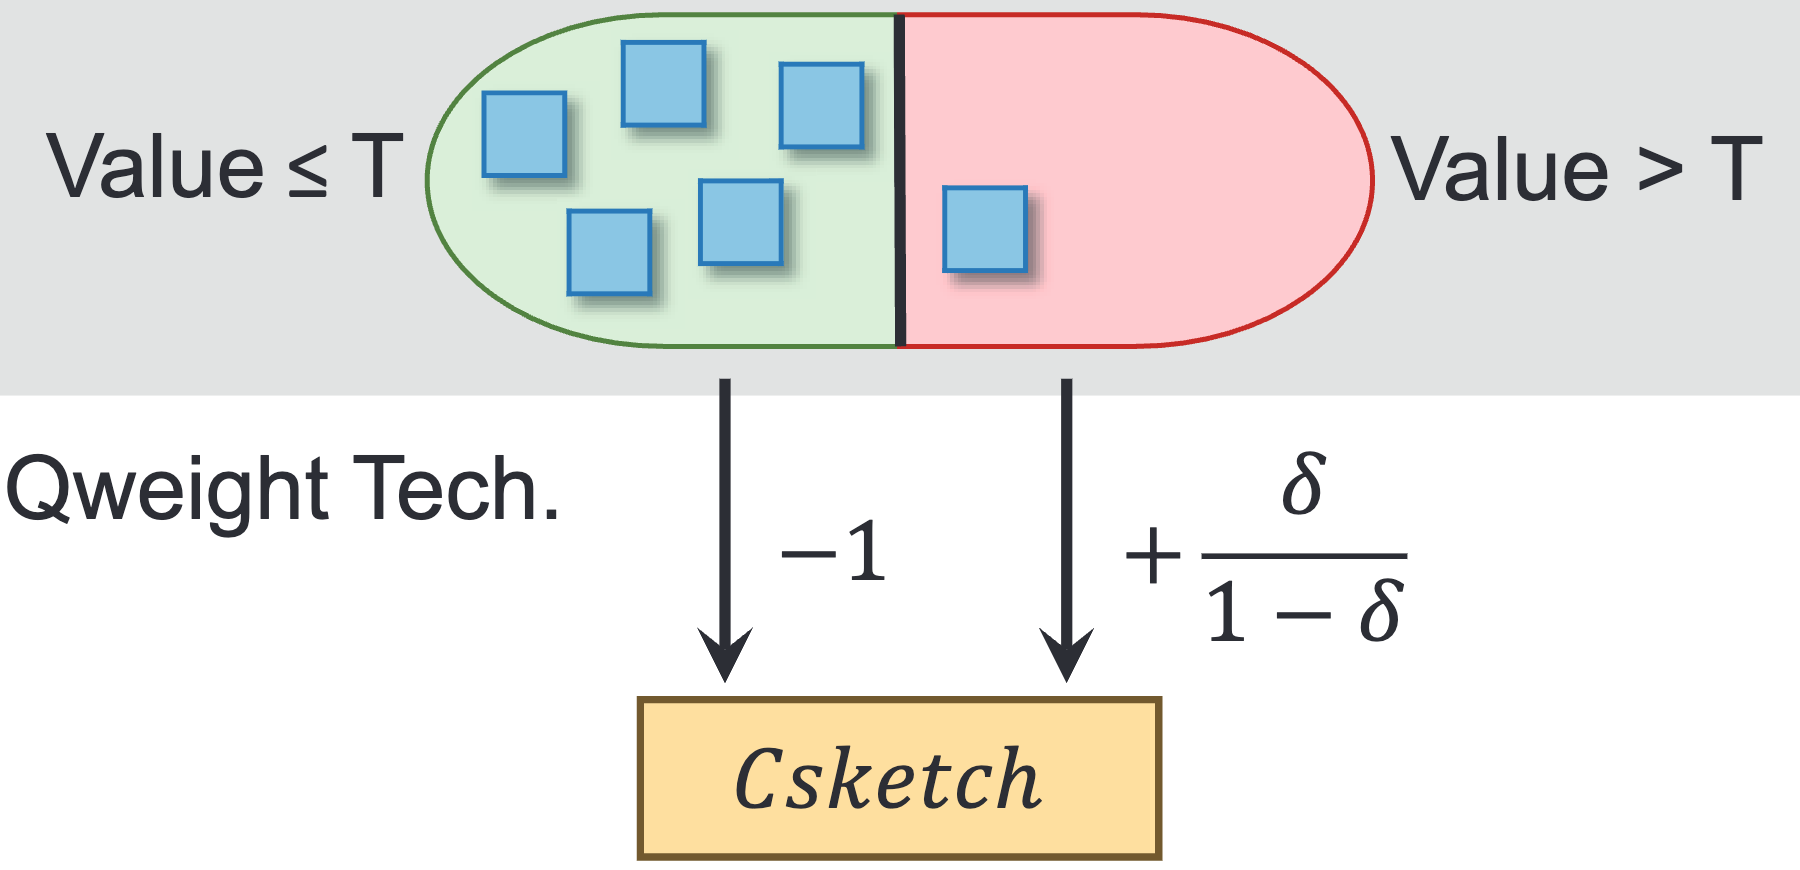 Value ≤ T
Value > T
Qweight Tech.
−1
+ δ
1 − δ
Csketch